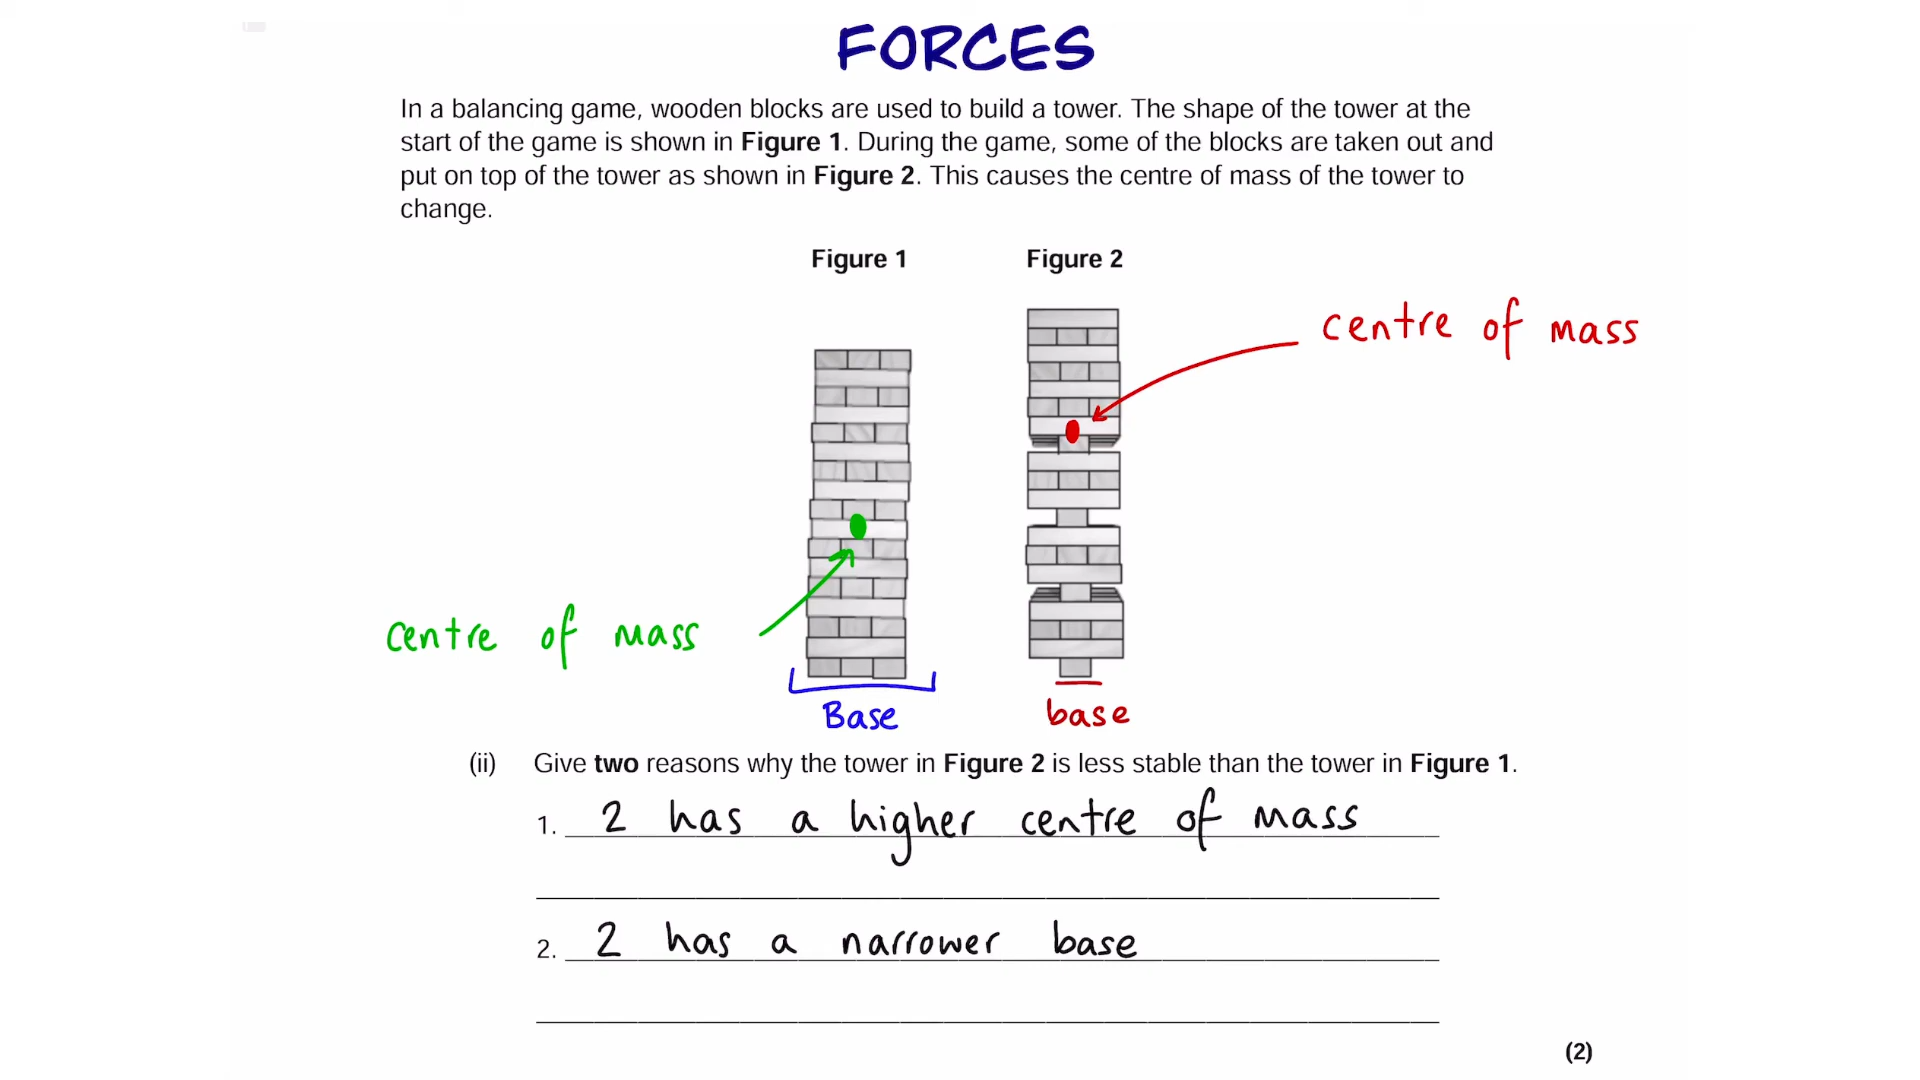 FORCES
In a balancing game, wooden blocks are used to build a tower. The shape of the tower at the
start of the game is shown in Figure 1. During the game, some of the blocks are taken out and
put on top of the tower as shown in Figure 2. This causes the centre of mass of the tower to
change.
Figure 1 Figure 2
centre of mass
centre of mass
Base base
(ii) Give two reasons why the tower in Figure 2 is less stable than the tower in Figure 1.
1. 2 has a higher centre of mass
2. 2 has a narrower base
(2)